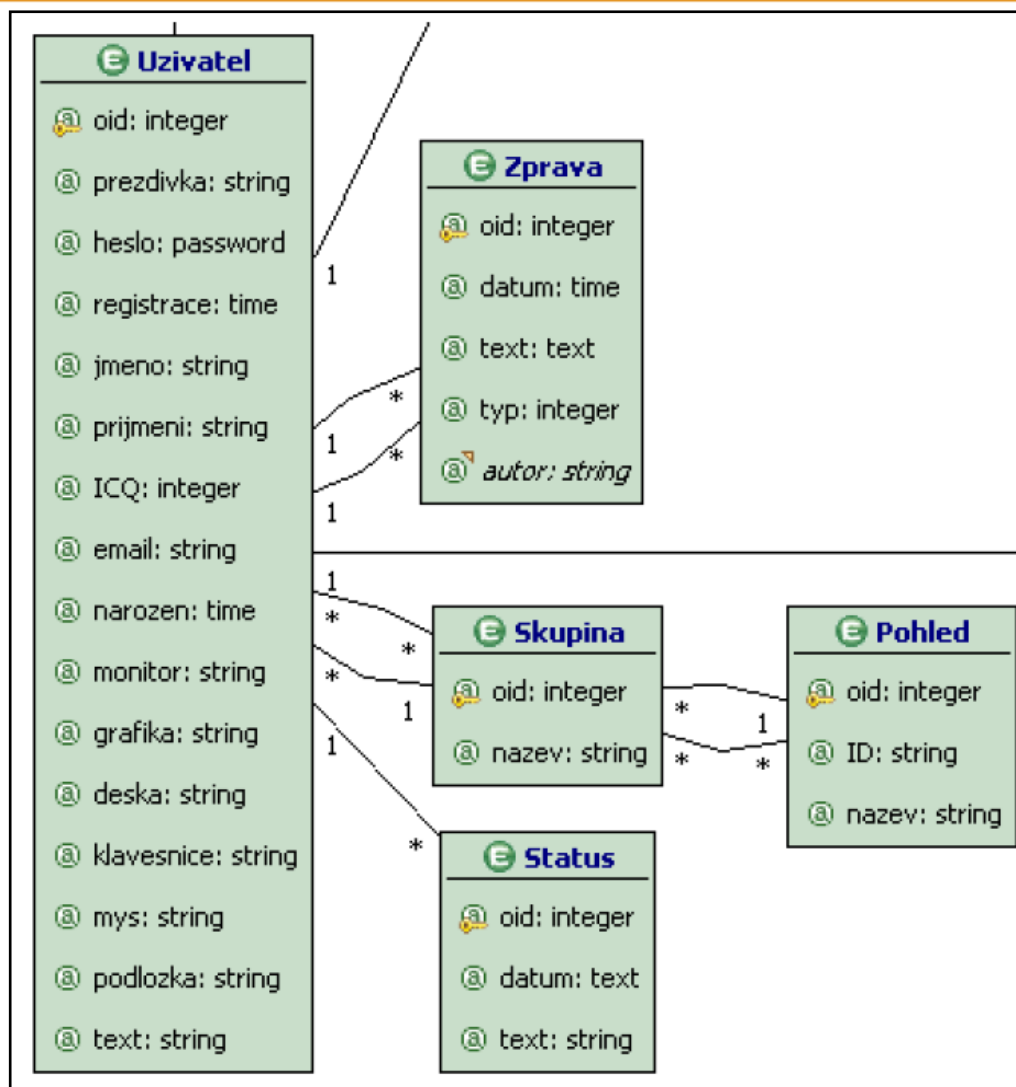 Uzivatel
oid: integer
prezdivka: string
heslo: password
registrace: time
jmeno: string
prijmeni: string
ICQ: integer
email: string
narozen: time
monitor: string
grafika: string
deska: string
klavesnice: string
mys: string
podlozka: string
text: string
1
*
1
*
1
1
*
*
*
1
1
*
Zprava
oid: integer
datum: time
text: text
typ: integer
autor: string
Skupina
oid: integer
nazev: string
*
1
*
*
Pohled
oid: integer
ID: string
nazev: string
Status
oid: integer
datum: text
text: string